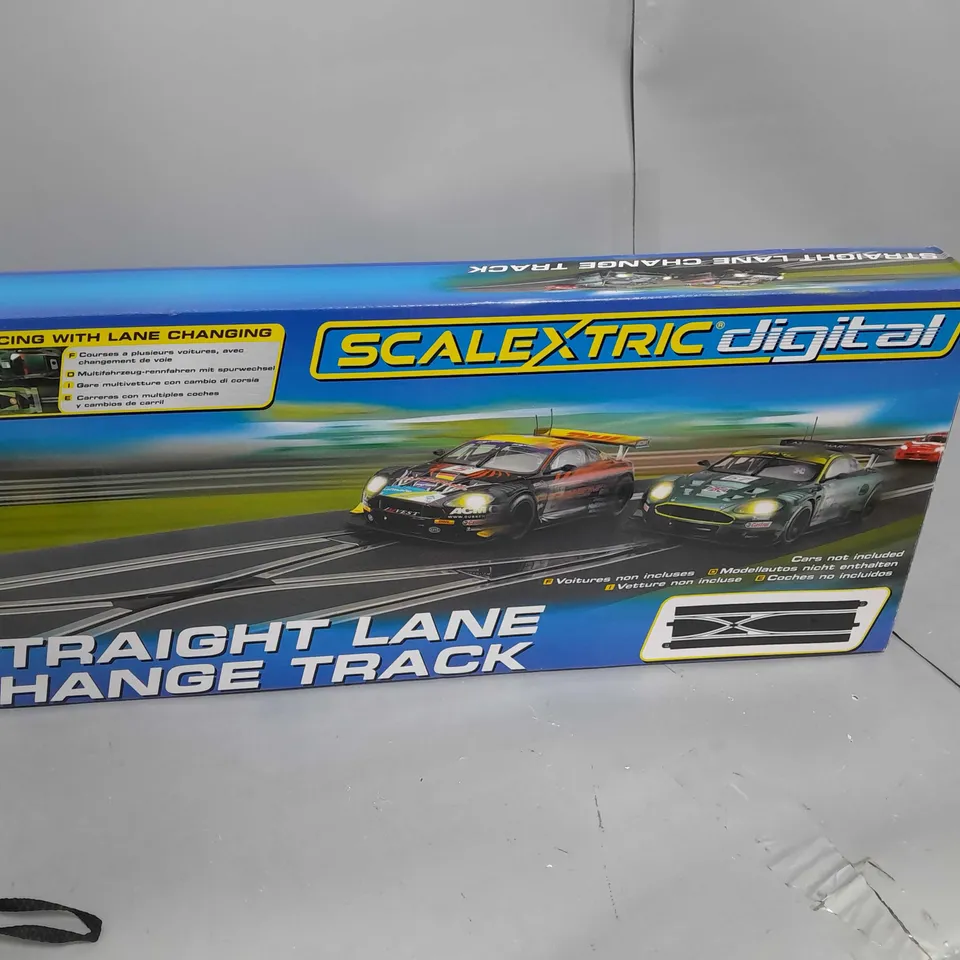 STRAIGHT LANE CHANGE TRACK
CING WITH LANE CHANGING
F Courses a plusieurs voitures, avec
changement de voie
D Multifahrzeug-rennfahren mit spurwechsel
I Gare multivetture con cambio di corsia
E Carreras con multiples coches
y cambios de carril
SCALEXTRIC® digital
ACM
Cars not included
F Voitures non incluses D Modellautos nicht enthalten
I Vetture non incluse E Coches no incluidos
TRAIGHT LANE
HANGE TRACK